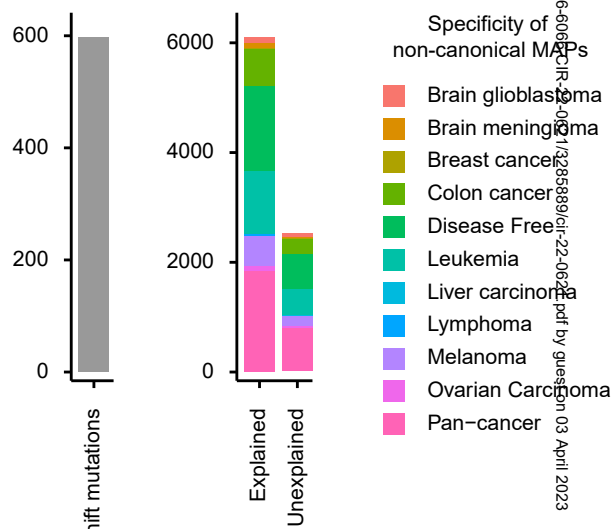 600
400
200
0
ift mutations
6000
4000
2000
0
Explained
Unexplained
Specificity of
non-canonical MAPs
Brain glioblastoma
Brain meningioma
Breast cancer
Colon cancer
Disease Free
Leukemia
Liver carcinoma
Lymphoma
Melanoma
Ovarian Carcinoma
Pan−cancer
pdf by guest on 03 April 2023